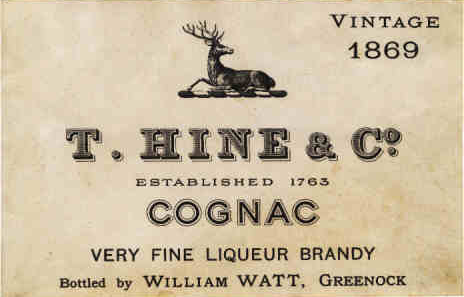 VINTAGE
1869
T. HINE & Co.
ESTABLISHED 1763
COGNAC
VERY FINE LIQUEUR BRANDY
Bottled by WILLIAM WATT, GREENOCK